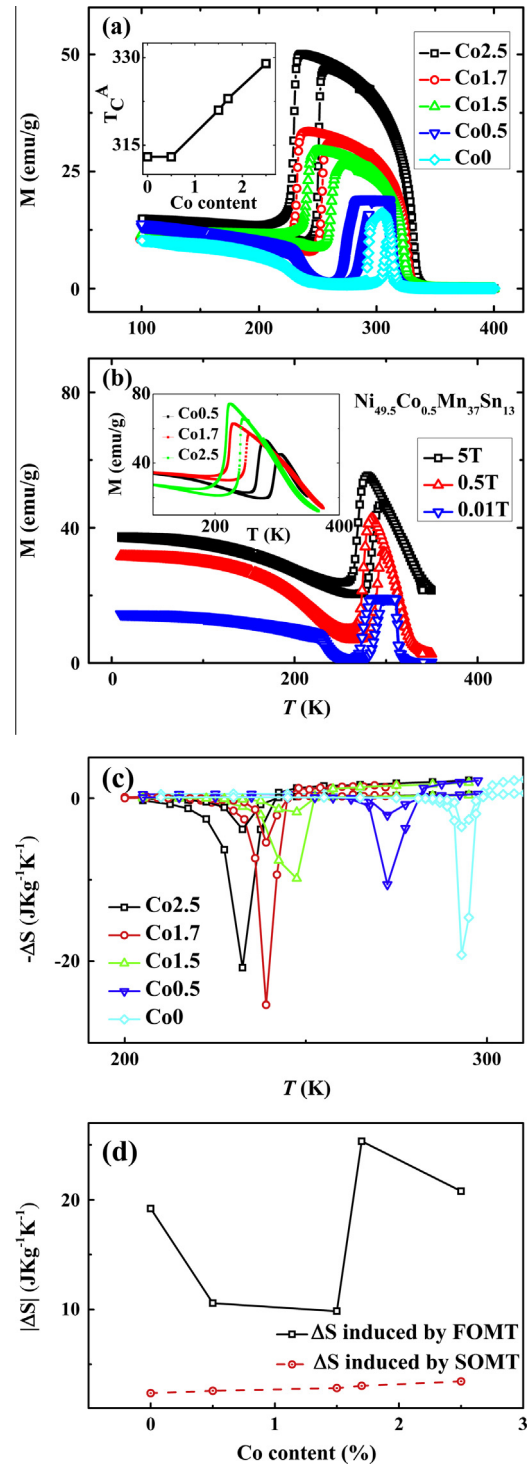 (a)
50
25
0
M (emu/g)
330
315
T_C^A
0 1 2
Co content
Co2.5
Co1.7
Co1.5
Co0.5
Co0
100 200 300 400
(b)
Ni49.5Co0.5Mn37Sn13
80
40
0
M (emu/g)
80
60
40
M (emu/g)
Co0.5
Co1.7
Co2.5
200 400
T (K)
5T
0.5T
0.01T
0 200 400
T (K)
(c)
0
-20
-ΔS (JKg-1K-1)
Co2.5
Co1.7
Co1.5
Co0.5
Co0
200 300
T (K)
(d)
20
10
|ΔS| (JKg-1K-1)
ΔS induced by FOMT
ΔS induced by SOMT
0 1 2 3
Co content (%)